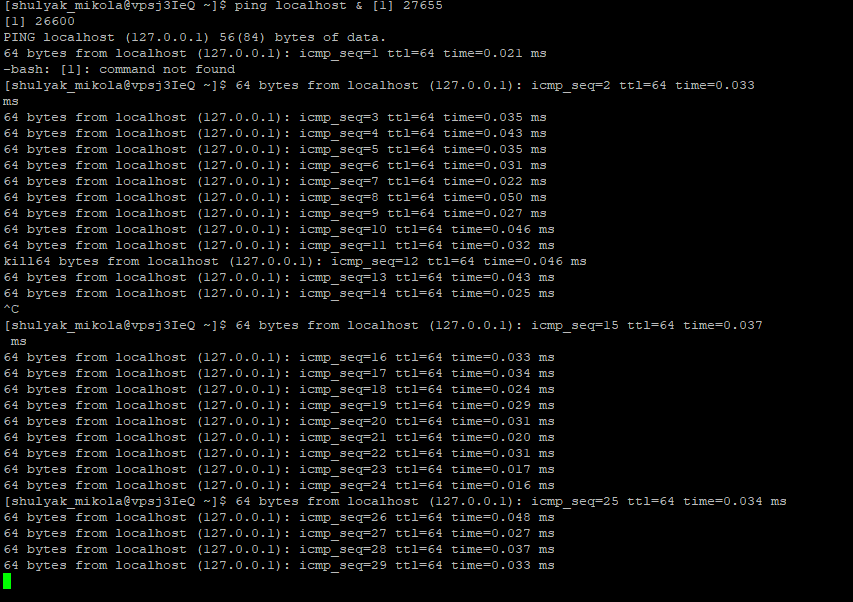 [shulyak_mikola@vpsj3IeQ ~]$ ping localhost & [1] 27655
[1] 26600
PING localhost (127.0.0.1) 56(84) bytes of data.
64 bytes from localhost (127.0.0.1): icmp_seq=1 ttl=64 time=0.021 ms
-bash: [1]: command not found
[shulyak_mikola@vpsj3IeQ ~]$ 64 bytes from localhost (127.0.0.1): icmp_seq=2 ttl=64 time=0.033
ms
64 bytes from localhost (127.0.0.1): icmp_seq=3 ttl=64 time=0.035 ms
64 bytes from localhost (127.0.0.1): icmp_seq=4 ttl=64 time=0.043 ms
64 bytes from localhost (127.0.0.1): icmp_seq=5 ttl=64 time=0.035 ms
64 bytes from localhost (127.0.0.1): icmp_seq=6 ttl=64 time=0.031 ms
64 bytes from localhost (127.0.0.1): icmp_seq=7 ttl=64 time=0.022 ms
64 bytes from localhost (127.0.0.1): icmp_seq=8 ttl=64 time=0.050 ms
64 bytes from localhost (127.0.0.1): icmp_seq=9 ttl=64 time=0.027 ms
64 bytes from localhost (127.0.0.1): icmp_seq=10 ttl=64 time=0.046 ms
64 bytes from localhost (127.0.0.1): icmp_seq=11 ttl=64 time=0.032 ms
kill64 bytes from localhost (127.0.0.1): icmp_seq=12 ttl=64 time=0.046 ms
64 bytes from localhost (127.0.0.1): icmp_seq=13 ttl=64 time=0.043 ms
64 bytes from localhost (127.0.0.1): icmp_seq=14 ttl=64 time=0.025 ms
^C
[shulyak_mikola@vpsj3IeQ ~]$ 64 bytes from localhost (127.0.0.1): icmp_seq=15 ttl=64 time=0.037
 ms
64 bytes from localhost (127.0.0.1): icmp_seq=16 ttl=64 time=0.033 ms
64 bytes from localhost (127.0.0.1): icmp_seq=17 ttl=64 time=0.034 ms
64 bytes from localhost (127.0.0.1): icmp_seq=18 ttl=64 time=0.024 ms
64 bytes from localhost (127.0.0.1): icmp_seq=19 ttl=64 time=0.029 ms
64 bytes from localhost (127.0.0.1): icmp_seq=20 ttl=64 time=0.031 ms
64 bytes from localhost (127.0.0.1): icmp_seq=21 ttl=64 time=0.020 ms
64 bytes from localhost (127.0.0.1): icmp_seq=22 ttl=64 time=0.031 ms
64 bytes from localhost (127.0.0.1): icmp_seq=23 ttl=64 time=0.017 ms
64 bytes from localhost (127.0.0.1): icmp_seq=24 ttl=64 time=0.016 ms
[shulyak_mikola@vpsj3IeQ ~]$ 64 bytes from localhost (127.0.0.1): icmp_seq=25 ttl=64 time=0.034 ms
64 bytes from localhost (127.0.0.1): icmp_seq=26 ttl=64 time=0.048 ms
64 bytes from localhost (127.0.0.1): icmp_seq=27 ttl=64 time=0.027 ms
64 bytes from localhost (127.0.0.1): icmp_seq=28 ttl=64 time=0.037 ms
64 bytes from localhost (127.0.0.1): icmp_seq=29 ttl=64 time=0.033 ms